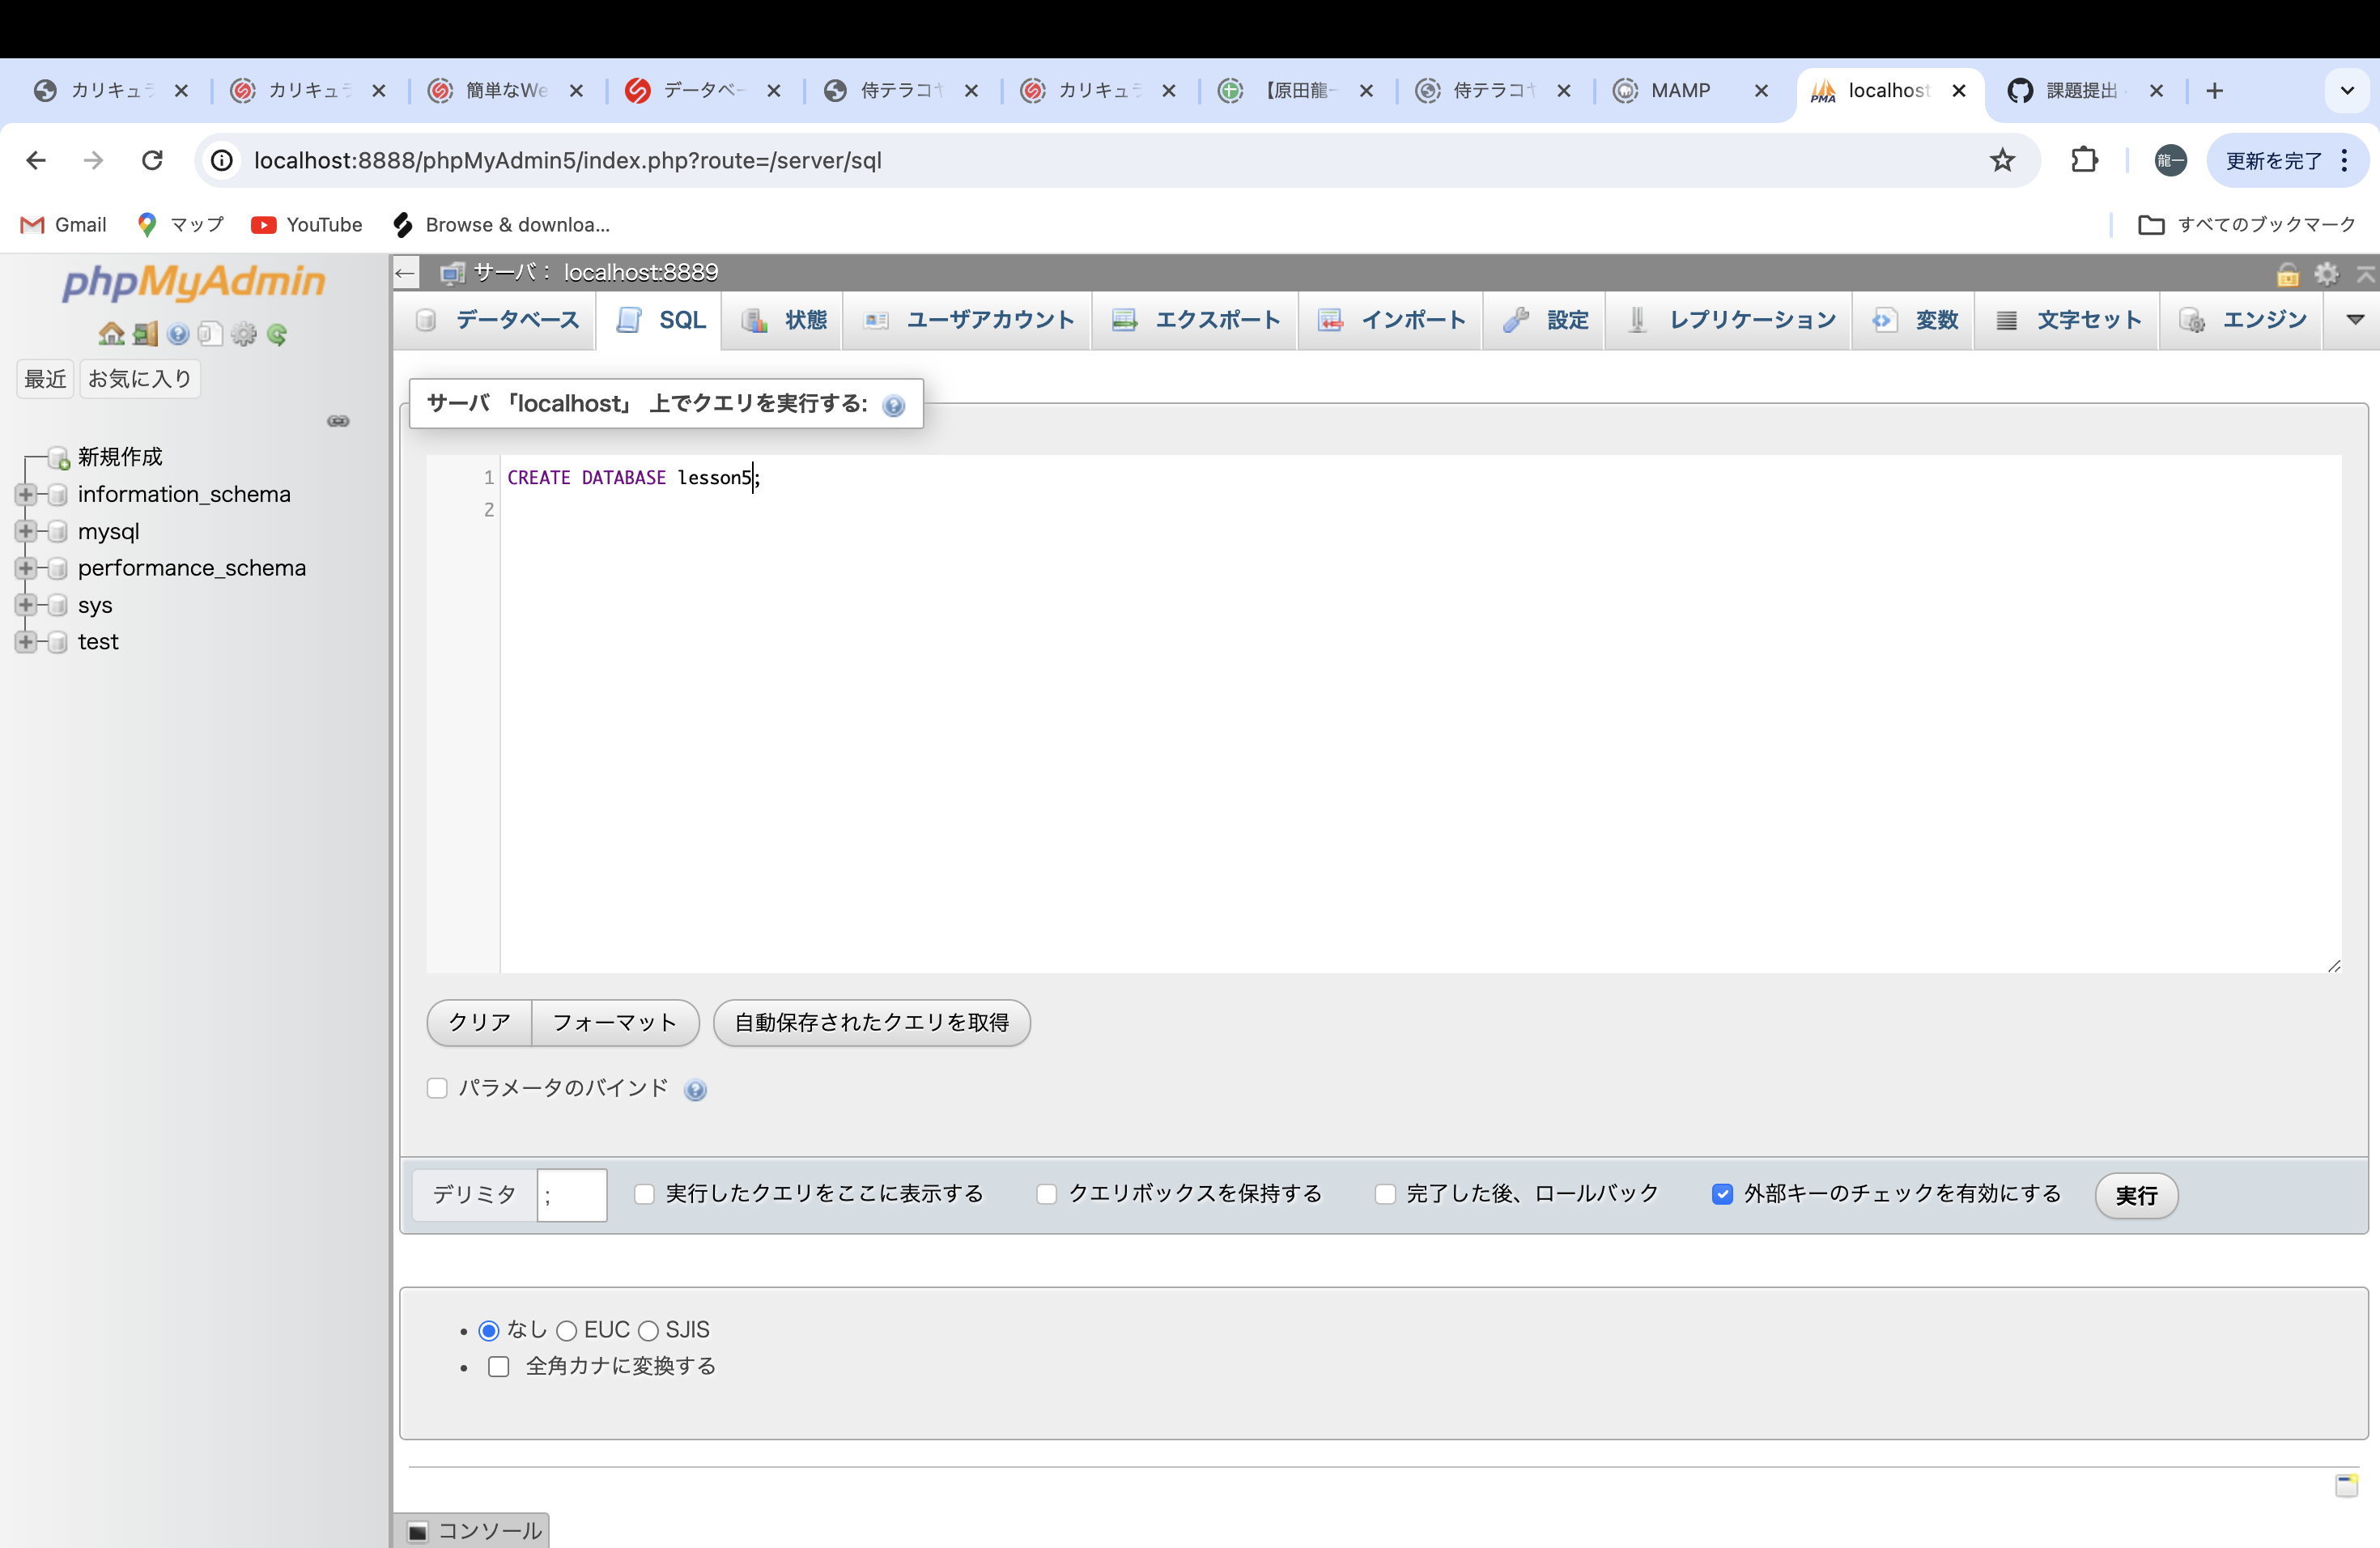 カリキュラ
カリキュラ
簡単なWe
データベー
侍テラコヤ
カリキュラ
【原田龍一
侍テラコヤ
MAMP
localhost
課題提出
localhost:8888/phpMyAdmin5/index.php?route=/server/sql
龍一
更新を完了
Gmail
マップ
YouTube
Browse & downloa...
すべてのブックマーク
phpMyAdmin
最近 お気に入り
新規作成
information_schema
mysql
performance_schema
sys
test
← サーバ： localhost:8889
データベース SQL 状態 ユーザアカウント エクスポート インポート 設定 レプリケーション 変数 文字セット エンジン
サーバ 「localhost」 上でクエリを実行する:
1 CREATE DATABASE lesson5;
2
クリア フォーマット 自動保存されたクエリを取得
パラメータのバインド
デリミタ ; 実行したクエリをここに表示する クエリボックスを保持する 完了した後、ロールバック 外部キーのチェックを有効にする 実行
• なし EUC SJIS
• 全角カナに変換する
コンソール